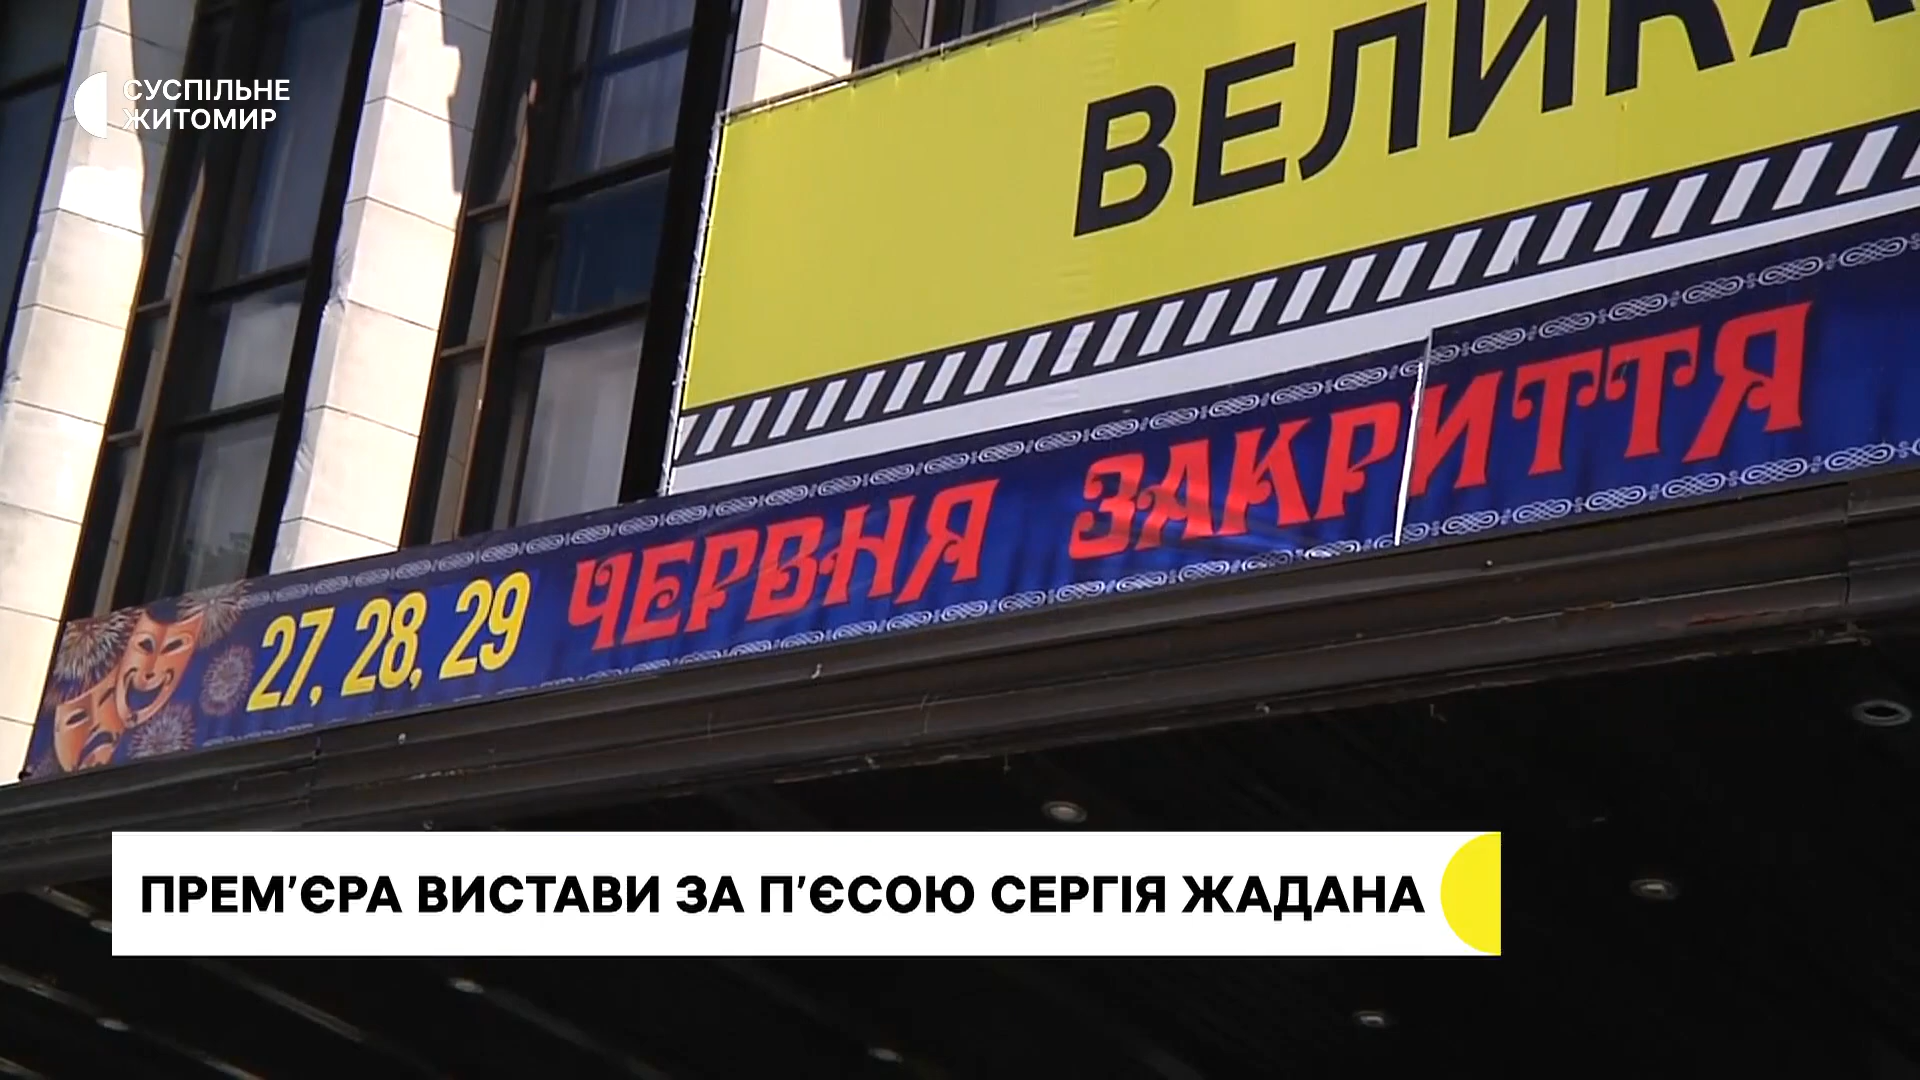 СУСПІЛЬНЕ
ЖИТОМИР
ВЕЛИКА
27, 28, 29 ЧЕРВНЯ ЗАКРИТТЯ
ПРЕМ’ЄРА ВИСТАВИ ЗА П’ЄСОЮ СЕРГІЯ ЖАДАНА